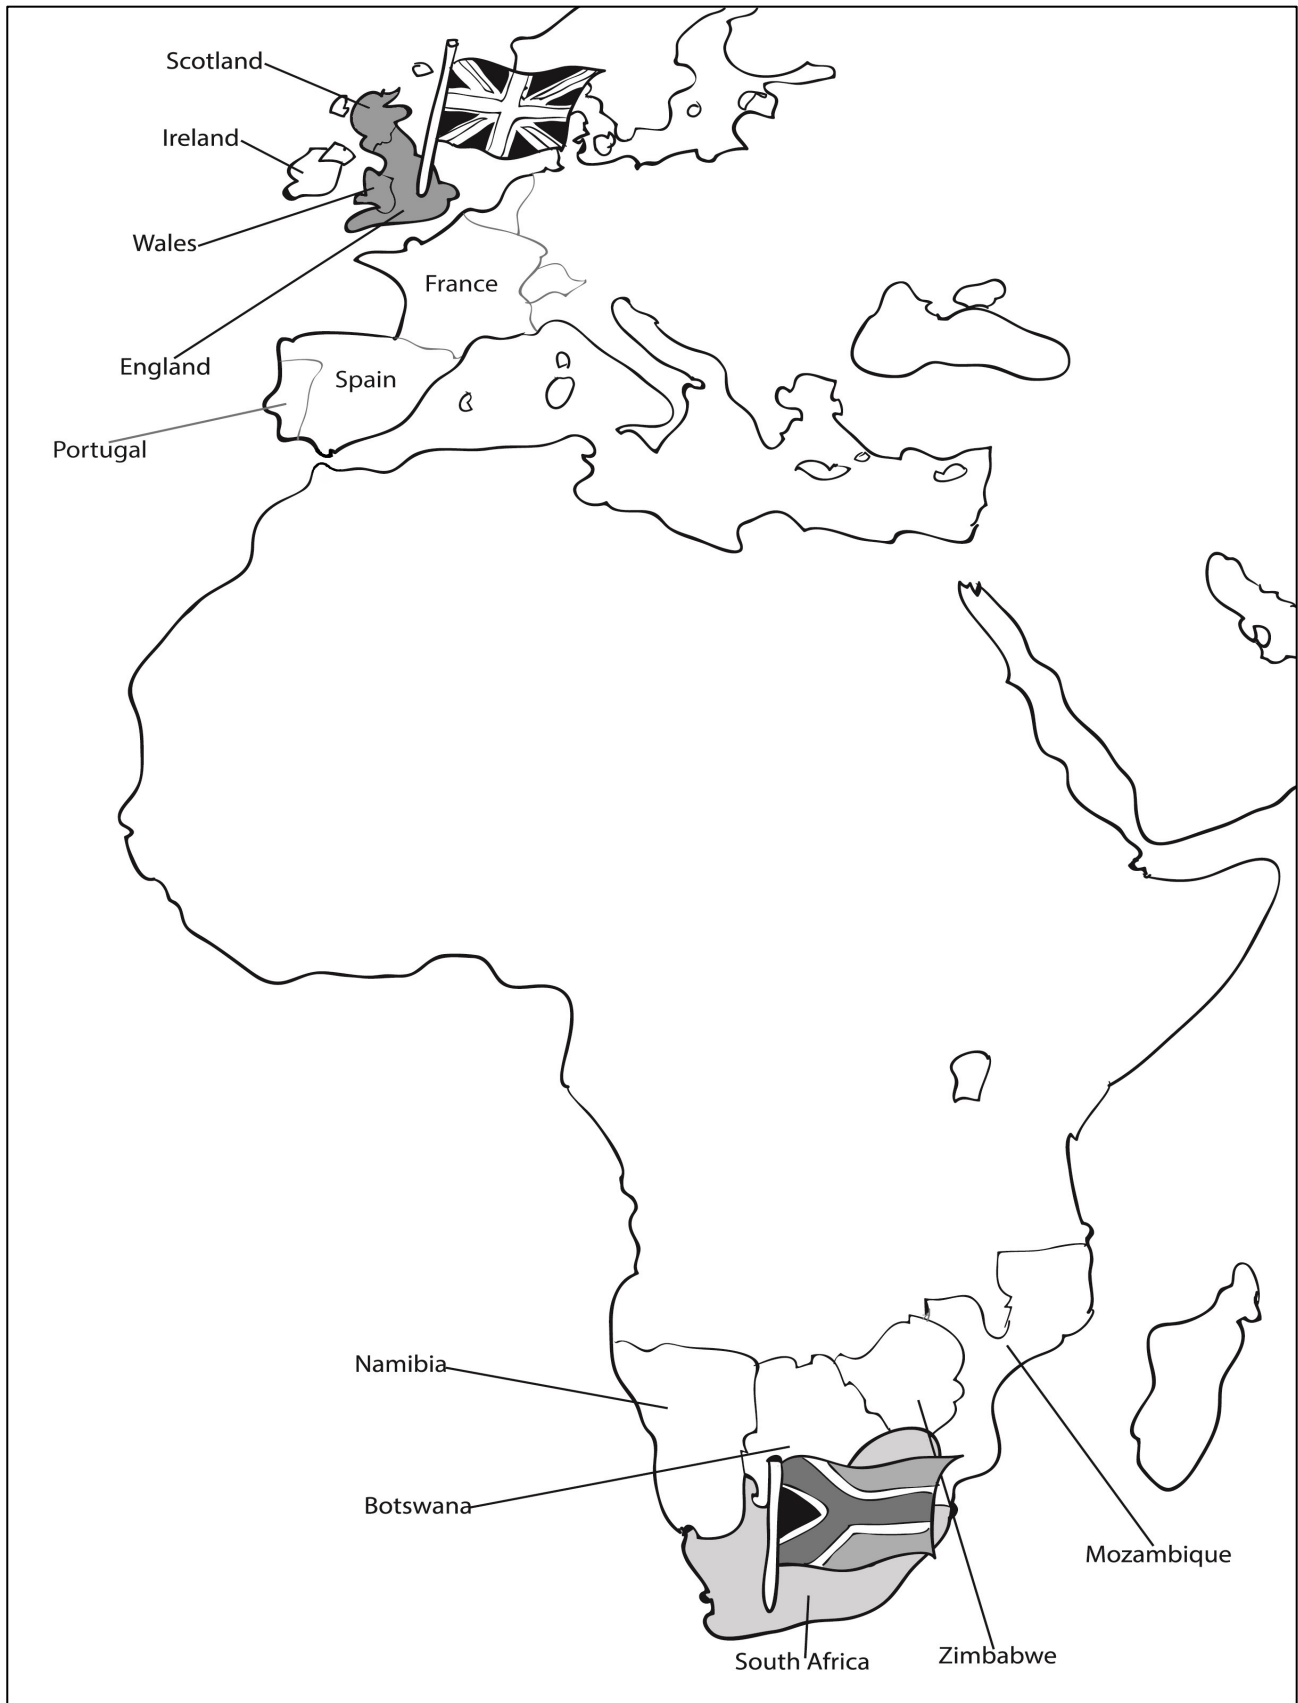 Scotland
Ireland
Wales
France
England
Spain
Portugal
Namibia
Botswana
Mozambique
Zimbabwe
South Africa